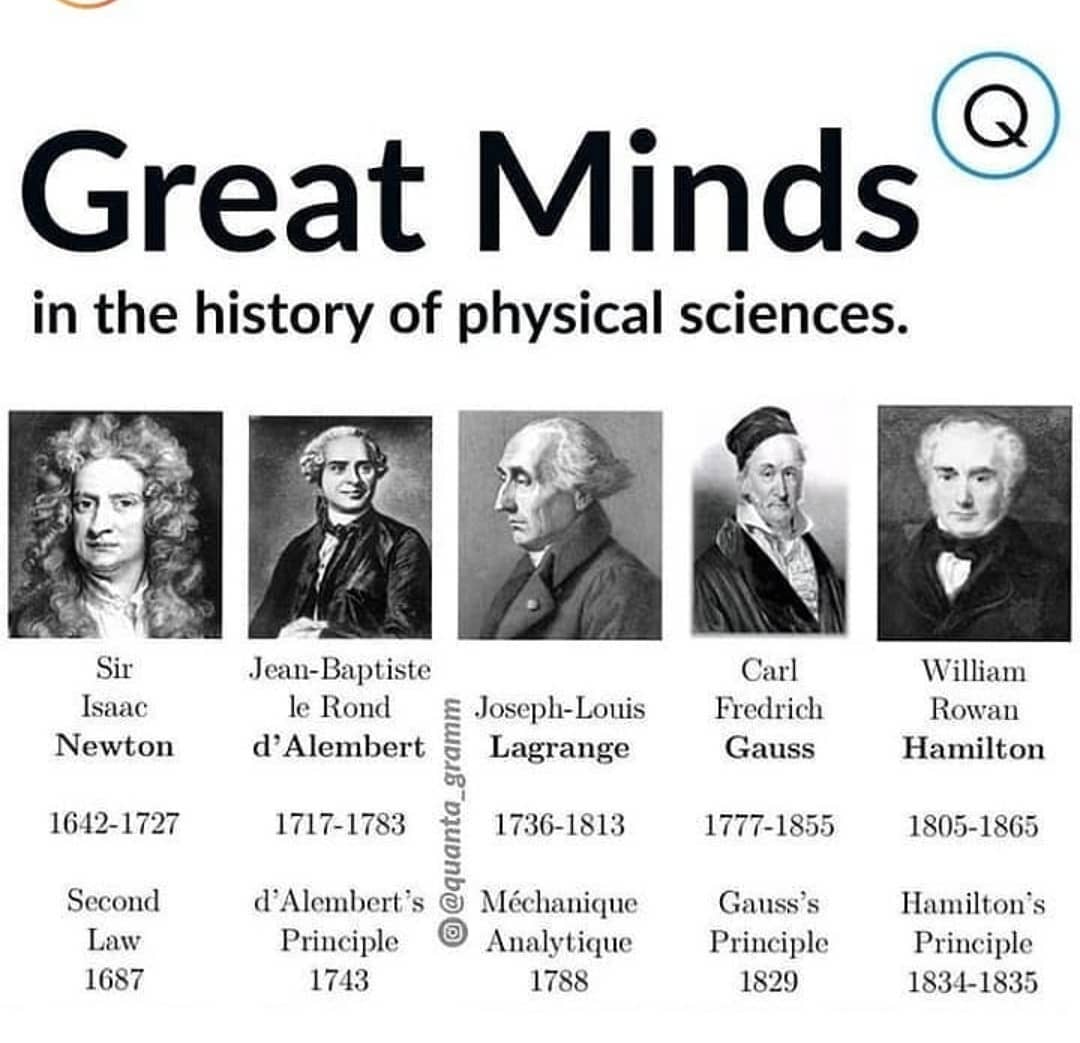 Q
Great Minds
in the history of physical sciences.
Sir
Isaac
Newton
1642-1727
Second
Law
1687
Jean-Baptiste
le Rond
d'Alembert
1717-1783
d'Alembert's
Principle
1743
@quanta_gramm
Joseph-Louis
Lagrange
1736-1813
Méchanique
Analytique
1788
Carl
Fredrich
Gauss
1777-1855
Gauss's
Principle
1829
William
Rowan
Hamilton
1805-1865
Hamilton's
Principle
1834-1835